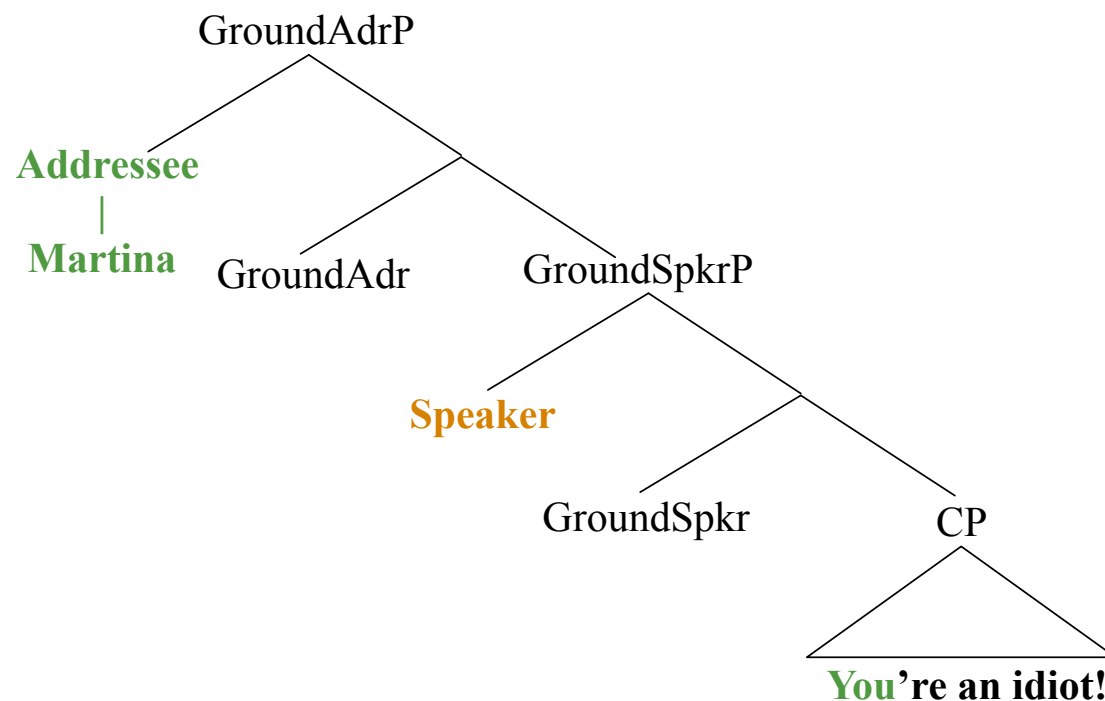 GroundAdrP
Addressee
Martina
GroundAdr
GroundSpkrP
Speaker
GroundSpkr
CP
You’re an idiot!